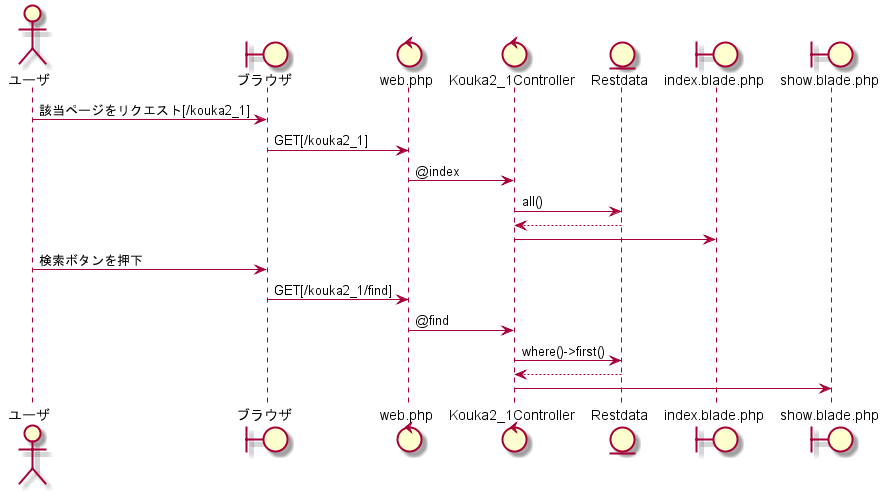 ユーザ
ブラウザ
web.php
Kouka2_1Controller
Restdata
index.blade.php
show.blade.php
該当ページをリクエスト[/kouka2_1]
GET[/kouka2_1]
@index
all()
検索ボタンを押下
GET[/kouka2_1/find]
@find
where()->first()
ユーザ
ブラウザ
web.php
Kouka2_1Controller
Restdata
index.blade.php
show.blade.php